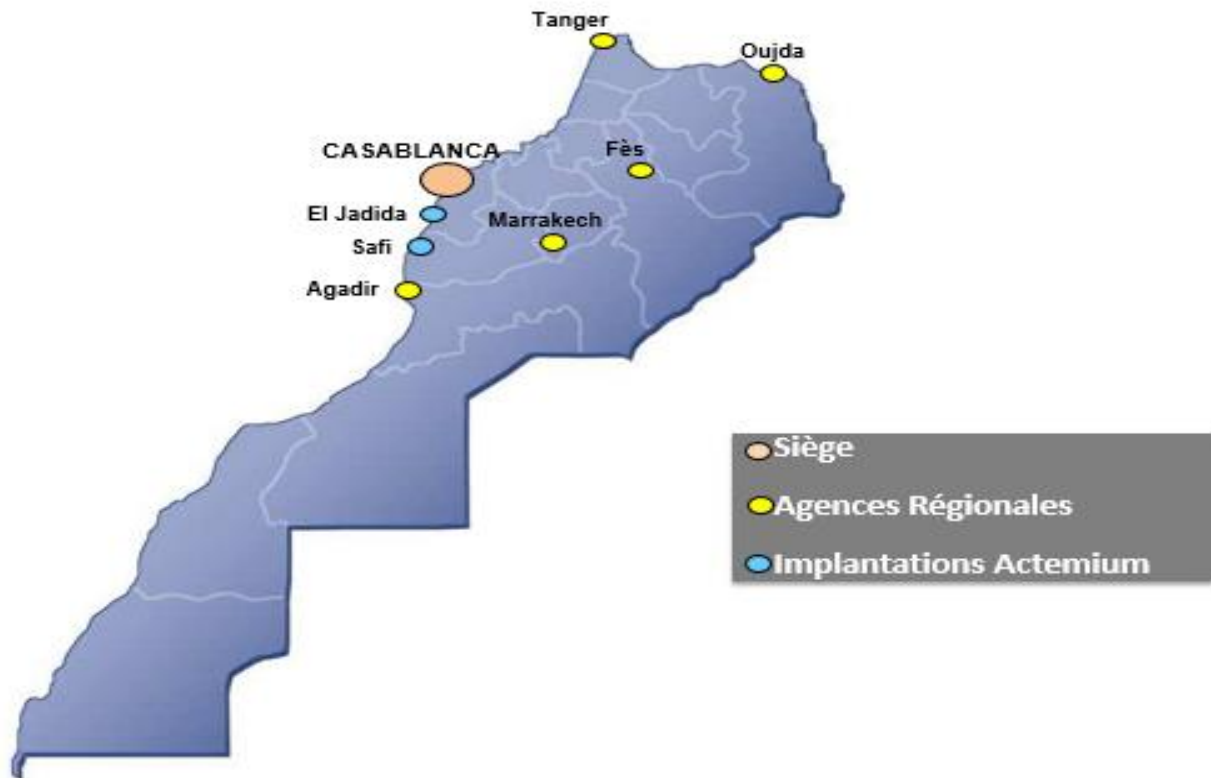 Tanger
Oujda
CASABLANCA
Fès
El Jadida
Marrakech
Safi
Agadir
Siège
Agences Régionales
Implantations Actemium